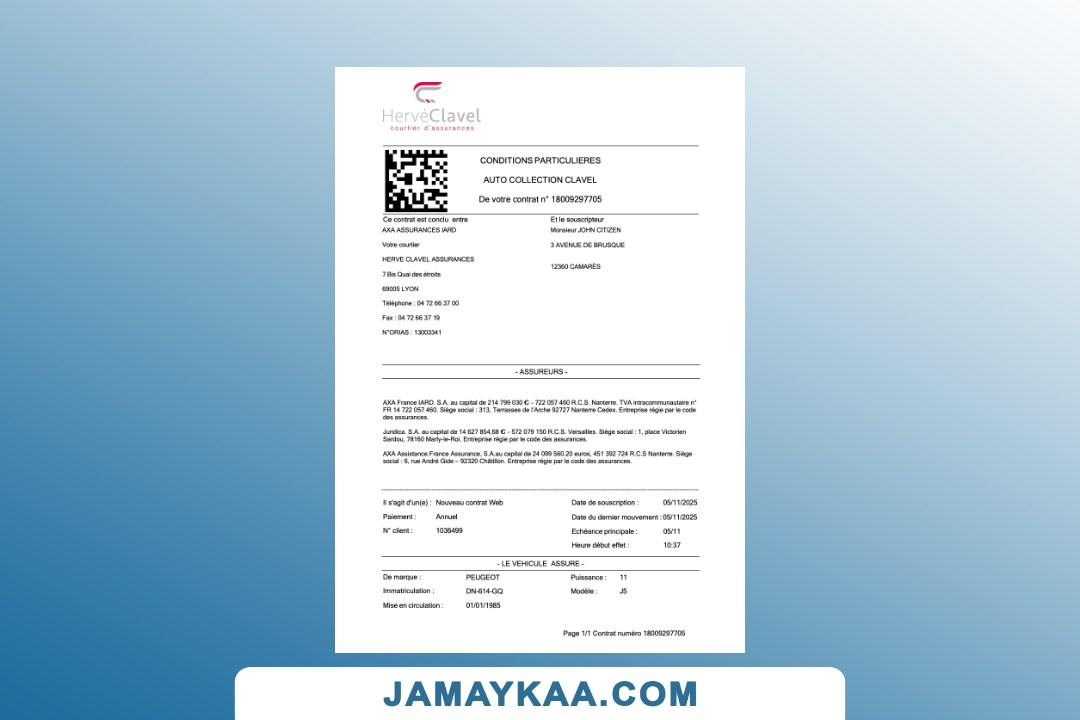 HervéClavel
courtier d'assurances
CONDITIONS PARTICULIERES
AUTO COLLECTION CLAVEL
De votre contrat n° 18009297705
Ce contrat est conclu entre
AXA ASSURANCES IARD
Votre courtier
HERVE CLAVEL ASSURANCES
7 Bis Quai des étroits
69005 LYON
Téléphone : 04 72 66 37 00
Fax : 04 72 66 37 19
N°ORIAS : 13003341
Et le souscripteur
Monsieur JOHN CITIZEN
3 AVENUE DE BRUSQUE
12360 CAMARÈS
- ASSUREURS -
AXA France IARD. S.A. au capital de 214 799 030 € - 722 057 460 R.C.S. Nanterre. TVA intracommunautaire n°
FR 14 722 057 460. Siège social : 313, Terrasses de l'Arche 92727 Nanterre Cedex. Entreprise régie par le code
des assurances.
Juridica. S.A. au capital de 14 627 854,68 € - 572 079 150 R.C.S. Versailles. Siège social : 1, place Victorien
Sardou, 78160 Marly-le-Roi. Entreprise régie par le code des assurances.
AXA Assistance France Assurance, S.A.au capital de 24 099 560.20 euros, 451 392 724 R.C.S Nanterre. Siège
social : 6, rue André Gide – 92320 Châtillon. Entreprise régie par le code des assurances.
Il s'agit d'un(e) : Nouveau contrat Web
Paiement : Annuel
N° client : 1036499
Date de souscription : 05/11/2025
Date du dernier mouvement : 05/11/2025
Echéance principale : 05/11
Heure début effet : 10:37
- LE VEHICULE ASSURE -
De marque : PEUGEOT
Immatriculation : DN-614-GQ
Mise en circulation : 01/01/1985
Puissance : 11
Modèle : J5
Page 1/1 Contrat numéro 18009297705
JAMAYKAA.COM